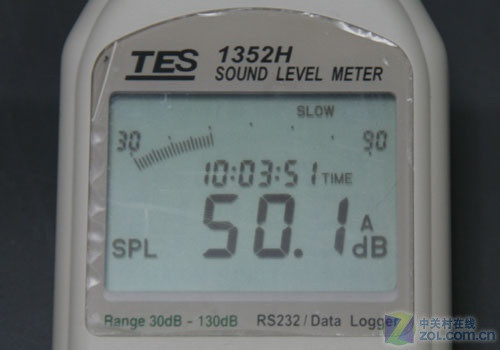 TES 1352H
SOUND LEVEL METER
SLOW
30 90
10:03:51 TIME
SPL 50.1 A dB
Range 30dB - 130dB RS232 / Data Logger
中关村在线
zol.com.cn